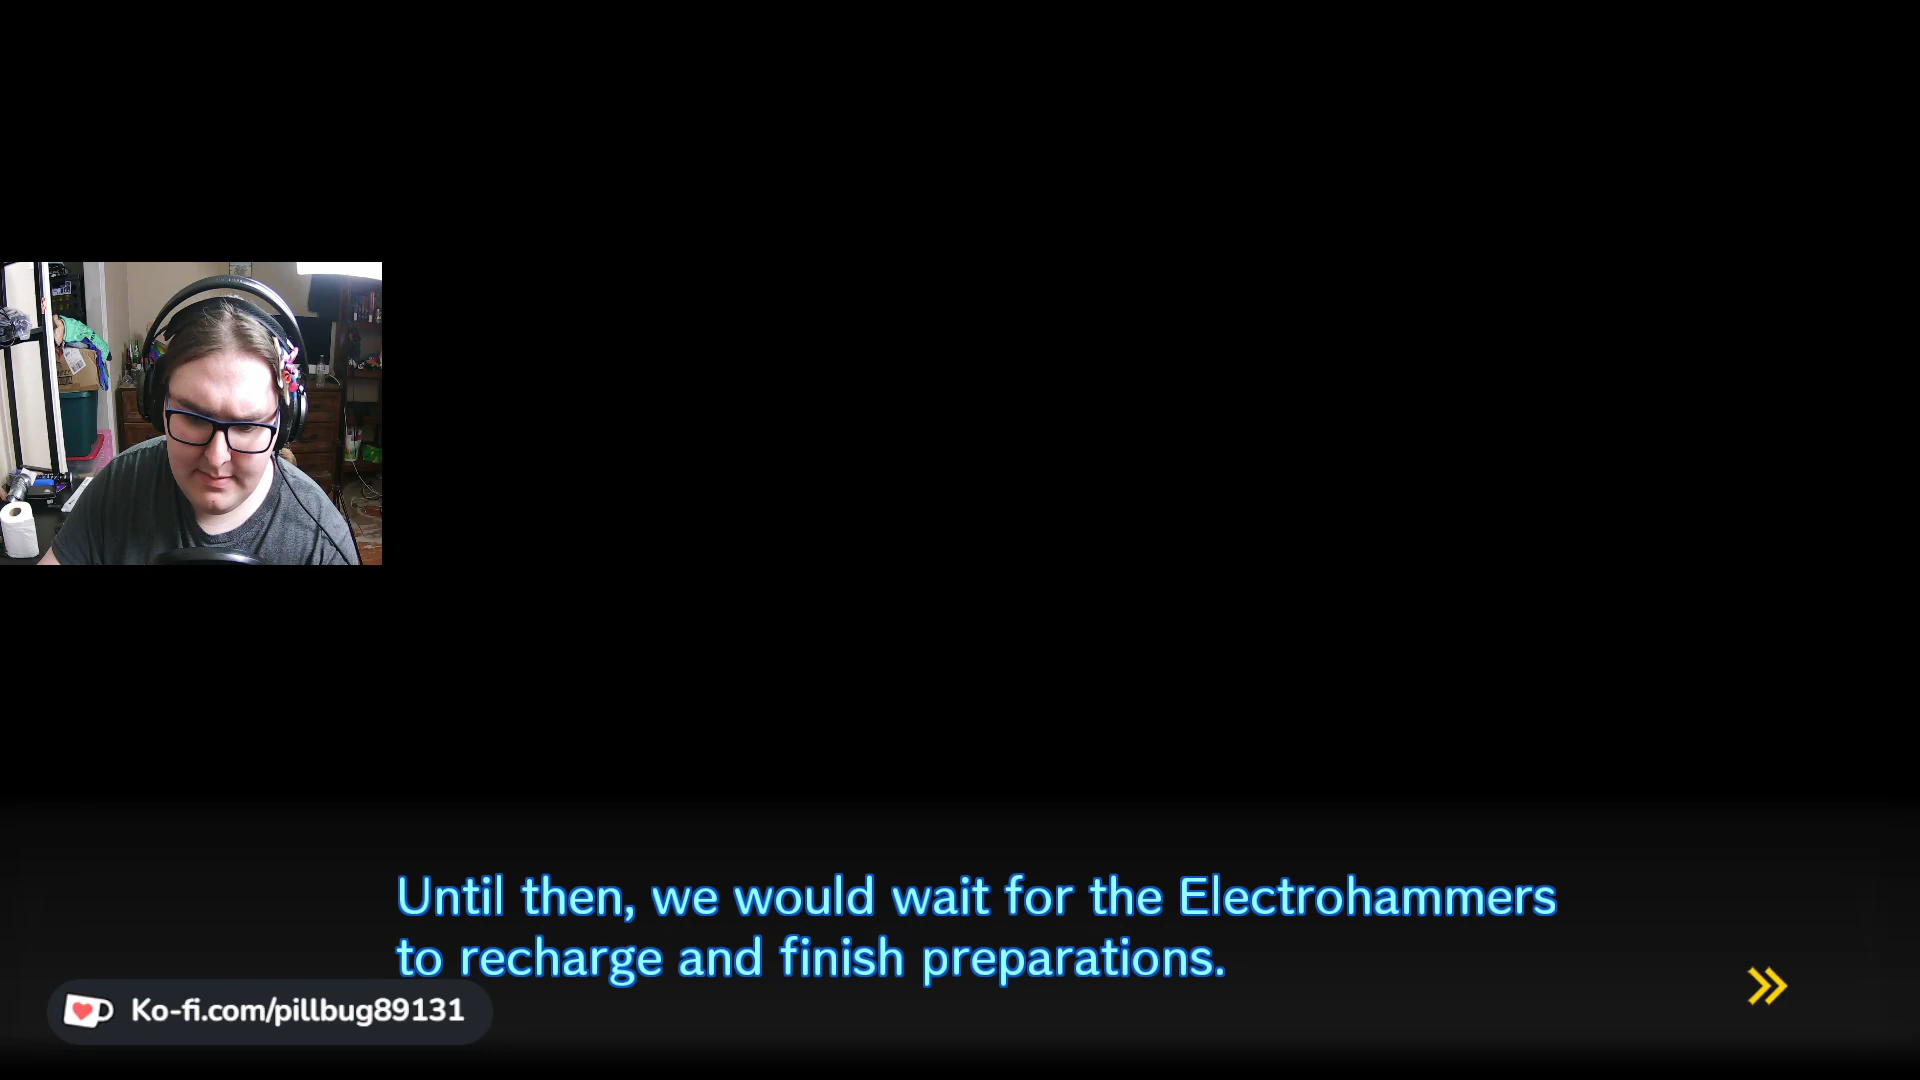 Until then, we would wait for the Electrohammers
to recharge and finish preparations.
Ko-fi.com/pillbug89131